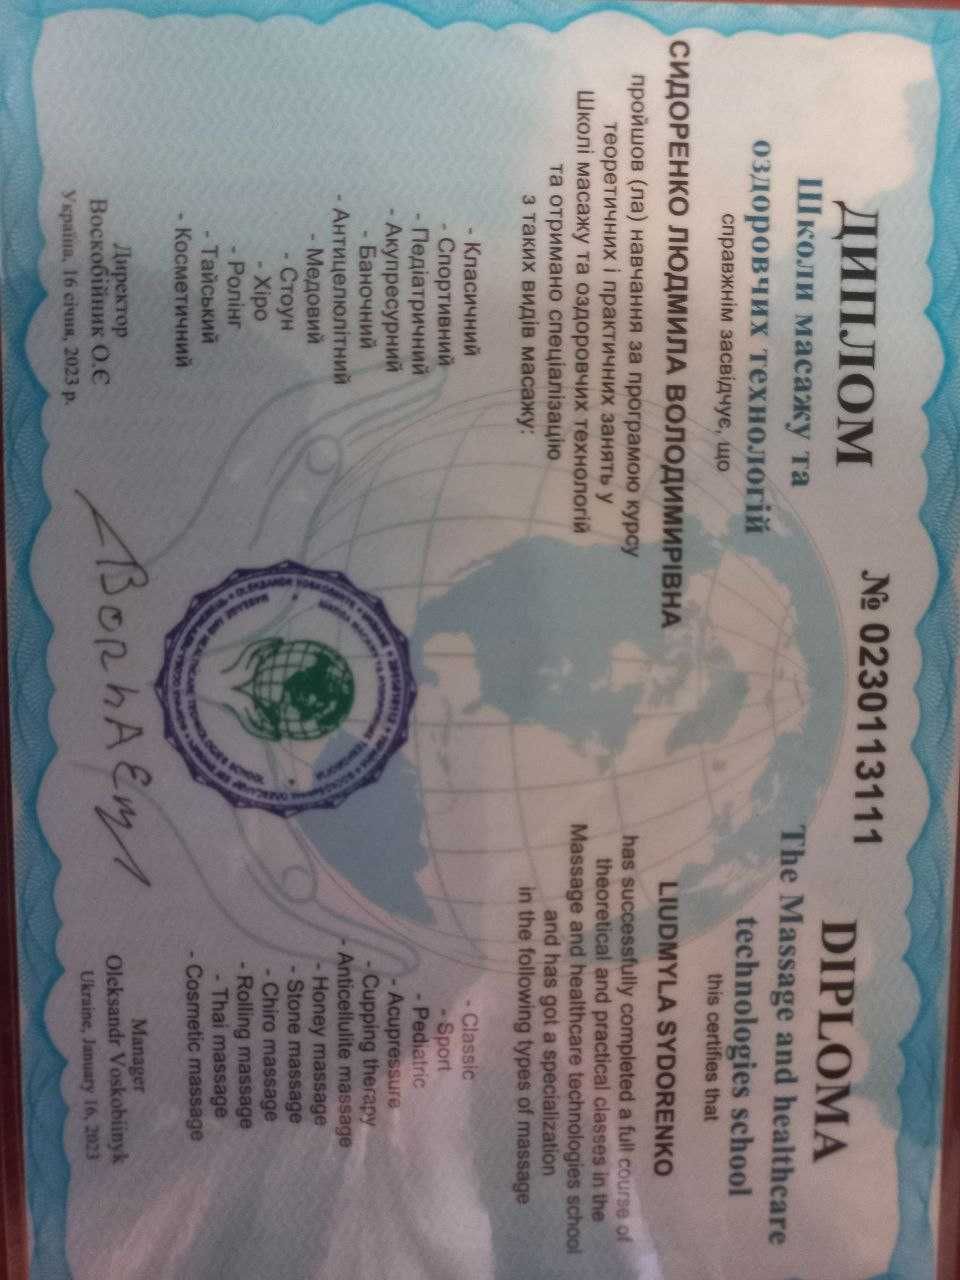 ДИПЛОМ
Школи масажу та
оздоровчих технологій
справжнім засвідчує, що
СИДОРЕНКО ЛЮДМИЛА ВОЛОДИМИРІВНА
пройшов (ла) навчання за програмою курсу
теоретичних і практичних занять у
Школі масажу та оздоровчих технологій
та отримано спеціалізацію
з таких видів масажу:
- Класичний
- Спортивний
- Педіатричний
- Акупресурний
- Баночний
- Антицелюлітний
- Медовий
- Стоун
- Хіро
- Ролінг
- Тайський
- Косметичний
Директор
Воскобійник О.Є
Україна, 16 січня, 2023 р.
№ 02301113111
DIPLOMA
The Massage and healthcare
technologies school
this certifies that
LIUDMYLA SYDORENKO
has successfully completed a full course of
theoretical and practical classes in the
Massage and healthcare technologies school
and has got a specialization
in the following types of massage
- Classic
- Sport
- Pediatric
- Acupressure
- Cupping therapy
- Anticellulite massage
- Honey massage
- Stone massage
- Chiro massage
- Rolling massage
- Thai massage
- Cosmetic massage
Manager
Oleksandr Voskobiinyk
Ukraine, January 16, 2023